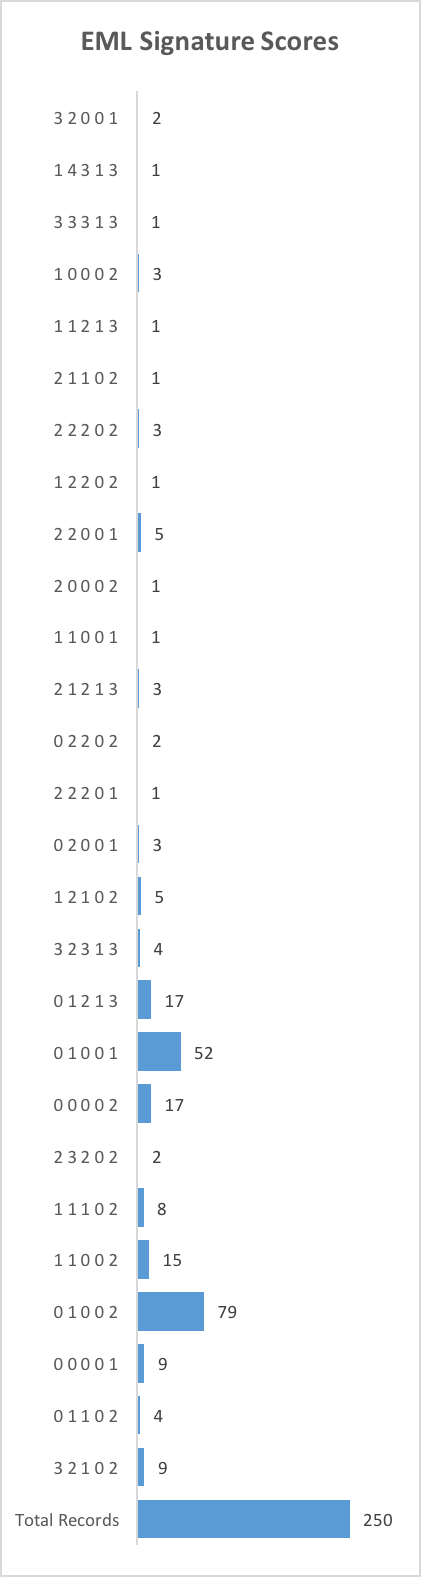 EML Signature Scores
3 2 0 0 1 2
1 4 3 1 3 1
3 3 3 1 3 1
1 0 0 0 2 3
1 1 2 1 3 1
2 1 1 0 2 1
2 2 2 0 2 3
1 2 2 0 2 1
2 2 0 0 1 5
2 0 0 0 2 1
1 1 0 0 1 1
2 1 2 1 3 3
0 2 2 0 2 2
2 2 2 0 1 1
0 2 0 0 1 3
1 2 1 0 2 5
3 2 3 1 3 4
0 1 2 1 3 17
0 1 0 0 1 52
0 0 0 0 2 17
2 3 2 0 2 2
1 1 1 0 2 8
1 1 0 0 2 15
0 1 0 0 2 79
0 0 0 0 1 9
0 1 1 0 2 4
3 2 1 0 2 9
Total Records 250